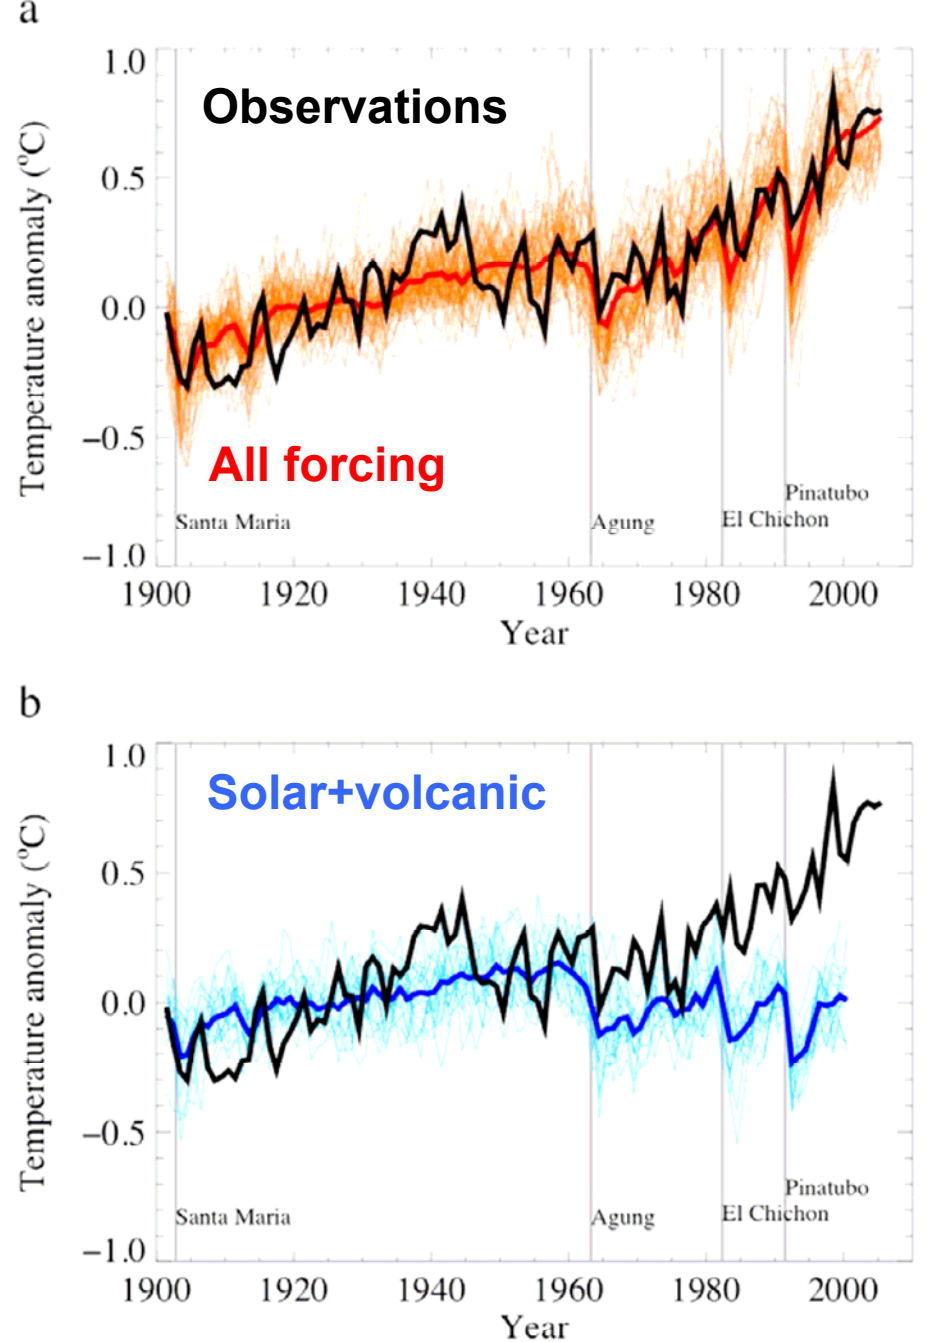 a
1.0
Observations
0.5
0.0
−0.5
All forcing
Pinatubo
Santa Maria
Agung
El Chichon
−1.0
1900
1920
1940
1960
1980
2000
Year
Temperature anomaly (°C)
b
1.0
Solar+volcanic
0.5
0.0
−0.5
Pinatubo
Santa Maria
Agung
El Chichon
−1.0
1900
1920
1940
1960
1980
2000
Year
Temperature anomaly (°C)